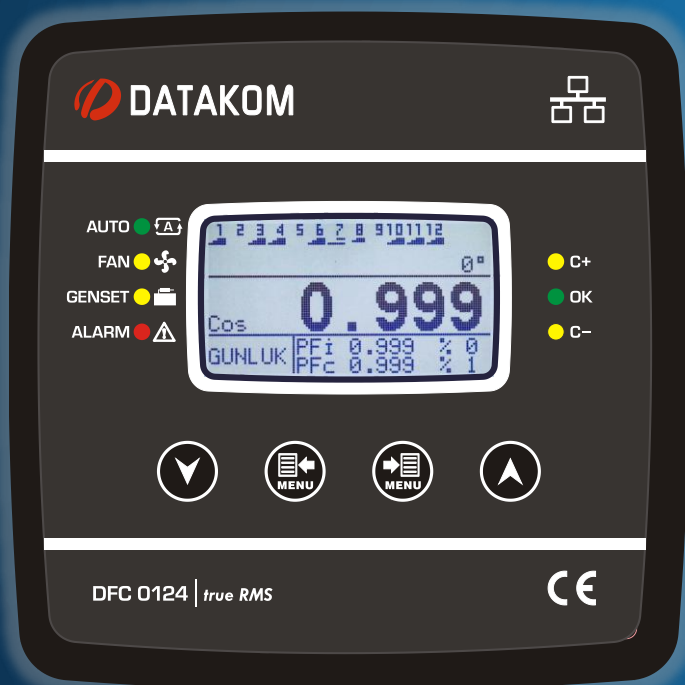 DATAKOM
AUTO A
FAN
GENSET
ALARM
1 2 3 4 5 6 7 8 9 10 11 12
0°
Cos 0.999
GUNLUK
PFi 0.999 % 0
PFc 0.999 % 1
C+
OK
C−
MENU
MENU
DFC 0124 | true RMS
CE